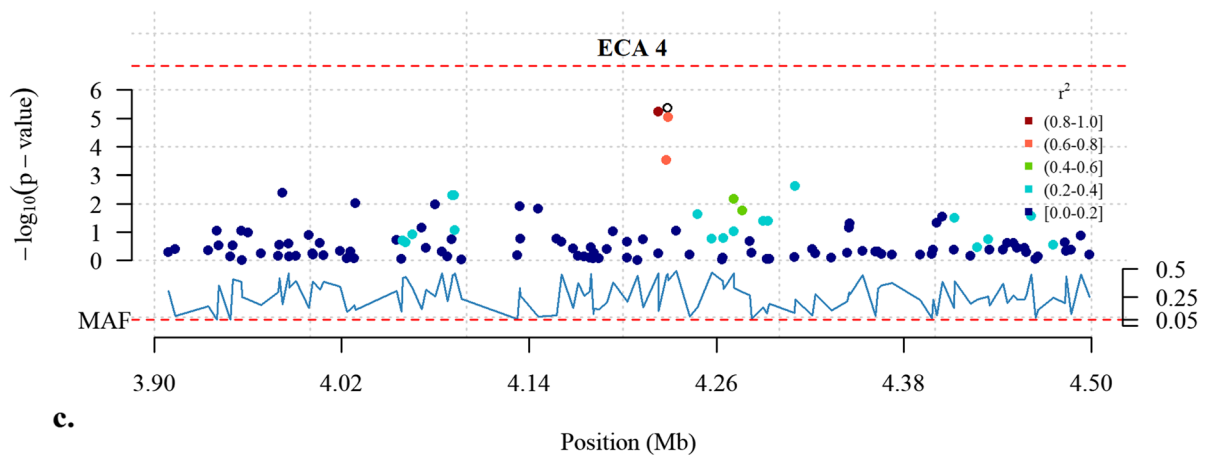 ECA 4
−log10(p − value)
6
5
4
3
2
1
0
r2
(0.8-1.0]
(0.6-0.8]
(0.4-0.6]
(0.2-0.4]
[0.0-0.2]
MAF
0.5
0.25
0.05
3.90 4.02 4.14 4.26 4.38 4.50
c.
Position (Mb)